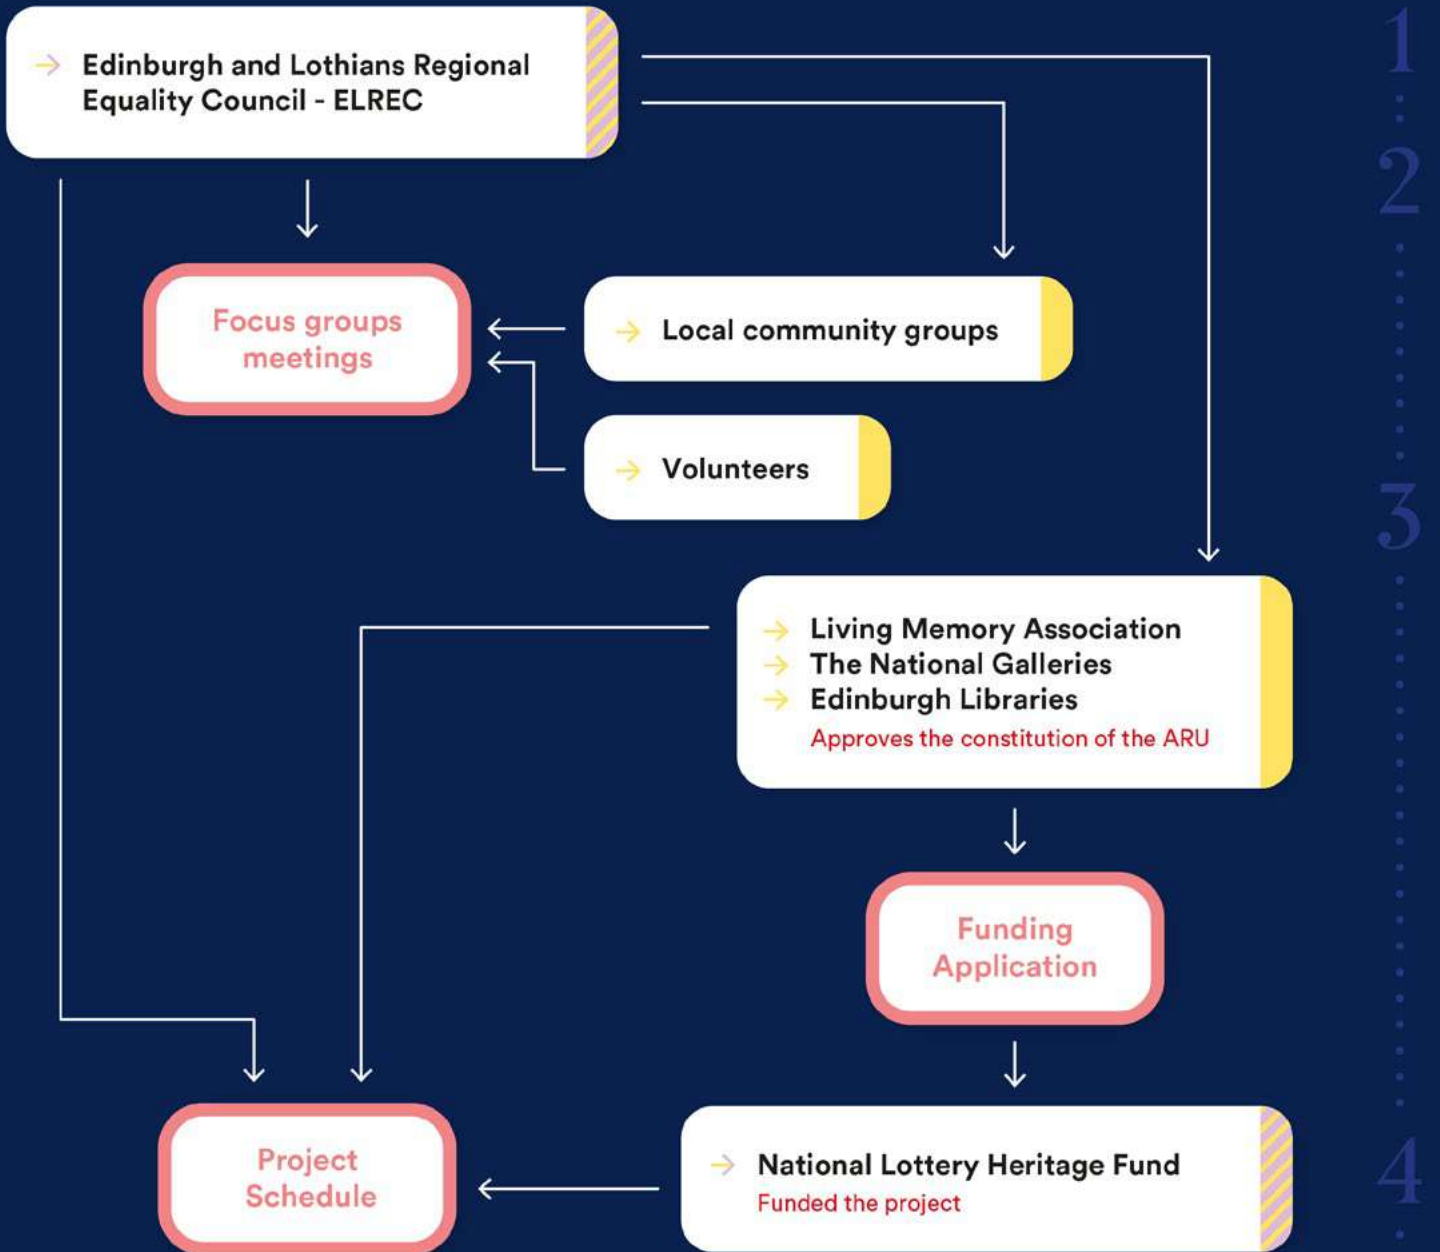 Edinburgh and Lothians Regional
Equality Council - ELREC
1
2
Focus groups
meetings
Local community groups
Volunteers
3
Living Memory Association
The National Galleries
Edinburgh Libraries
Approves the constitution of the ARU
Funding
Application
Project
Schedule
National Lottery Heritage Fund
Funded the project
4